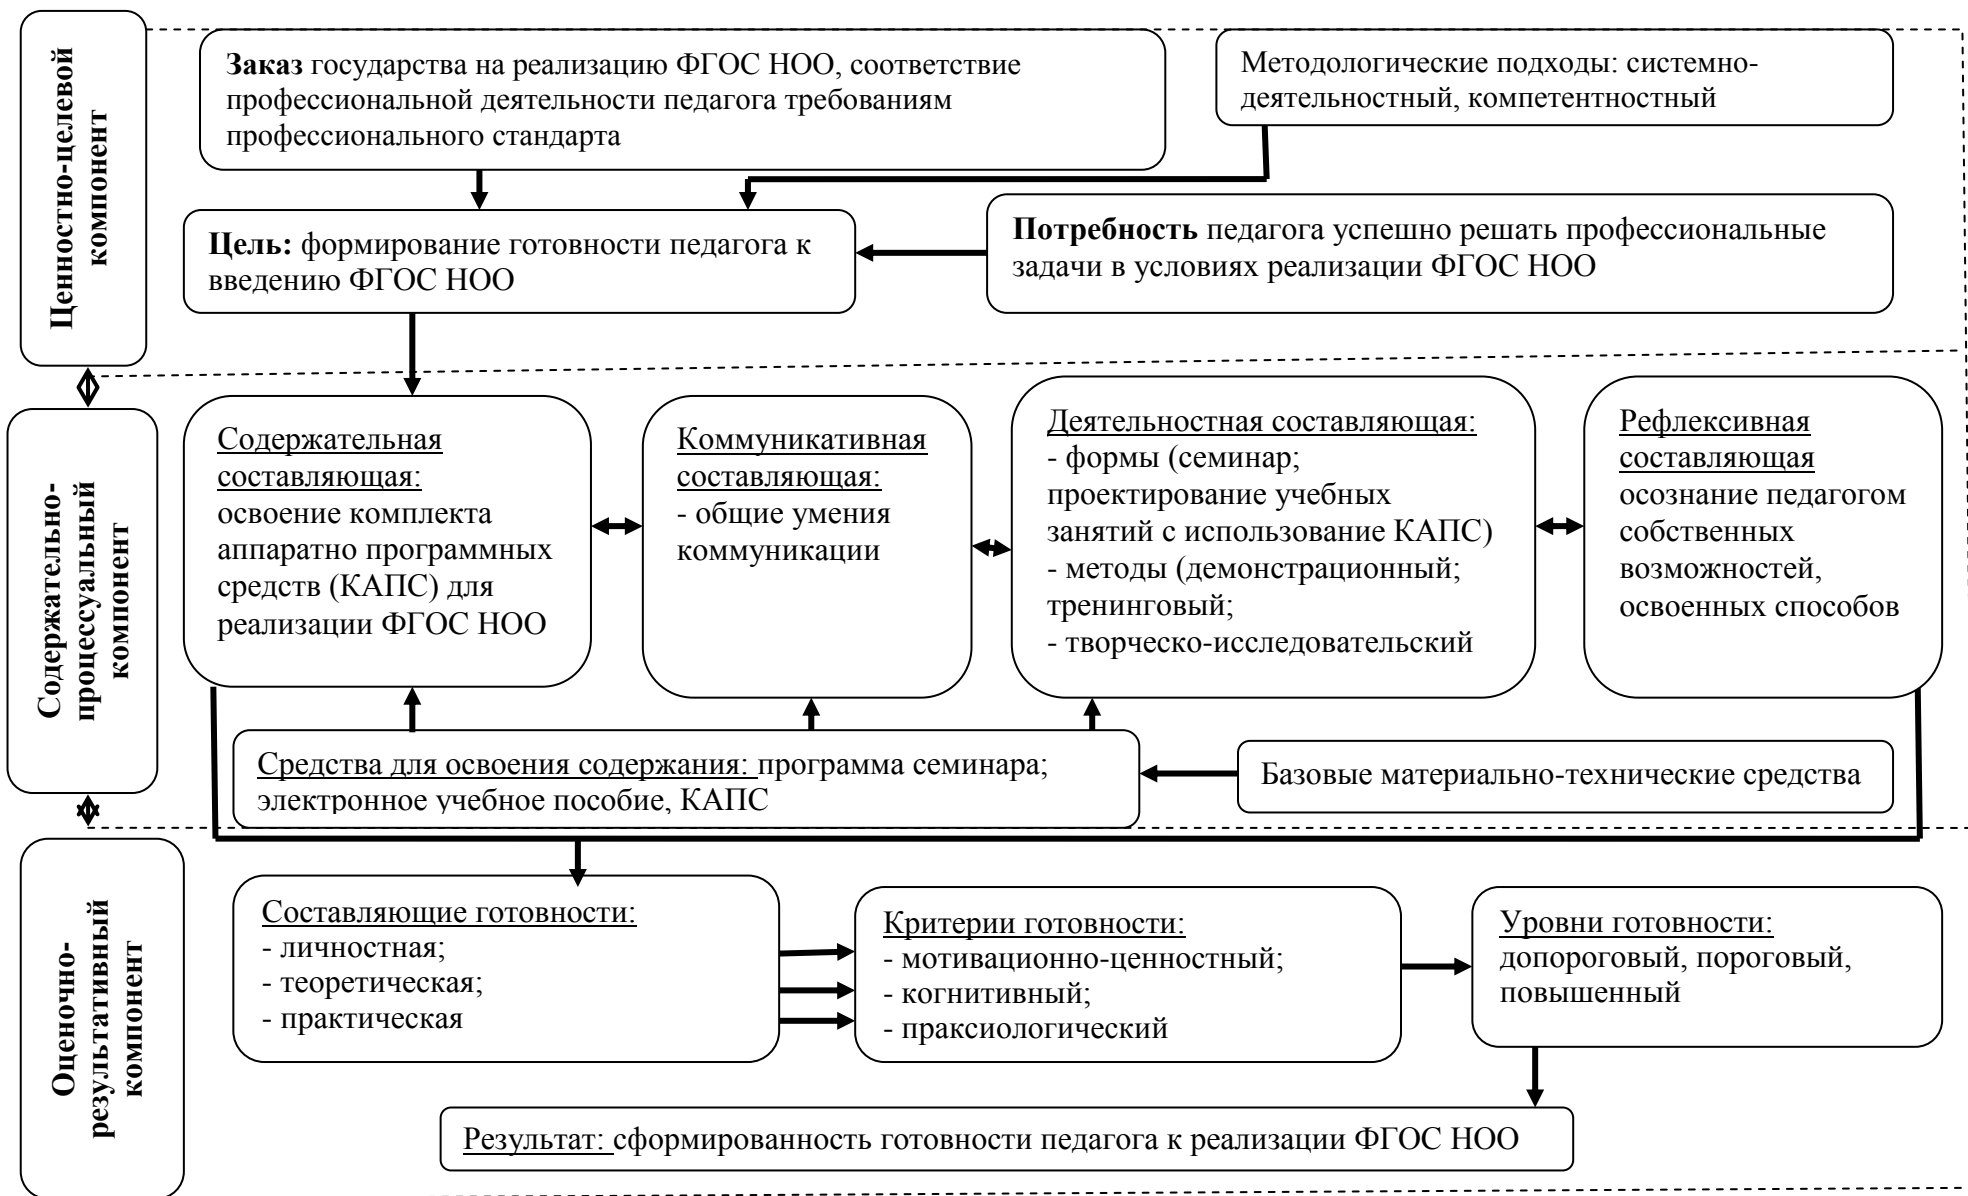 Ценностно-целевой
компонент
Заказ государства на реализацию ФГОС НОО, соответствие
профессиональной деятельности педагога требованиям
профессионального стандарта
Методологические подходы: системно-
деятельностный, компетентностный
Цель: формирование готовности педагога к
введению ФГОС НОО
Потребность педагога успешно решать профессиональные
задачи в условиях реализации ФГОС НОО
Содержательно-
процессуальный
компонент
Содержательная
составляющая:
освоение комплекта
аппаратно программных
средств (КАПС) для
реализации ФГОС НОО
Коммуникативная
составляющая:
- общие умения
коммуникации
Деятельностная составляющая:
- формы (семинар;
проектирование учебных
занятий с использование КАПС)
- методы (демонстрационный;
тренинговый;
- творческо-исследовательский
Рефлексивная
составляющая
осознание педагогом
собственных
возможностей,
освоенных способов
Средства для освоения содержания: программа семинара;
электронное учебное пособие, КАПС
Базовые материально-технические средства
Оценочно-
результативный
компонент
Составляющие готовности:
- личностная;
- теоретическая;
- практическая
Критерии готовности:
- мотивационно-ценностный;
- когнитивный;
- праксиологический
Уровни готовности:
допороговый, пороговый,
повышенный
Результат: сформированность готовности педагога к реализации ФГОС НОО